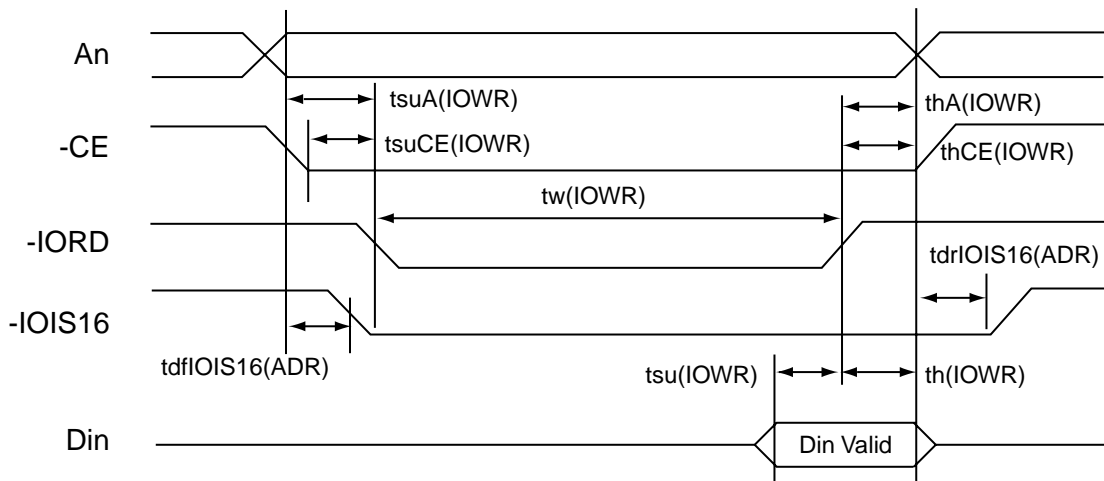 An
tsuA(IOWR)
thA(IOWR)
-CE
tsuCE(IOWR)
thCE(IOWR)
tw(IOWR)
-IORD
tdrIOIS16(ADR)
-IOIS16
tdfIOIS16(ADR)
tsu(IOWR)
th(IOWR)
Din
Din Valid